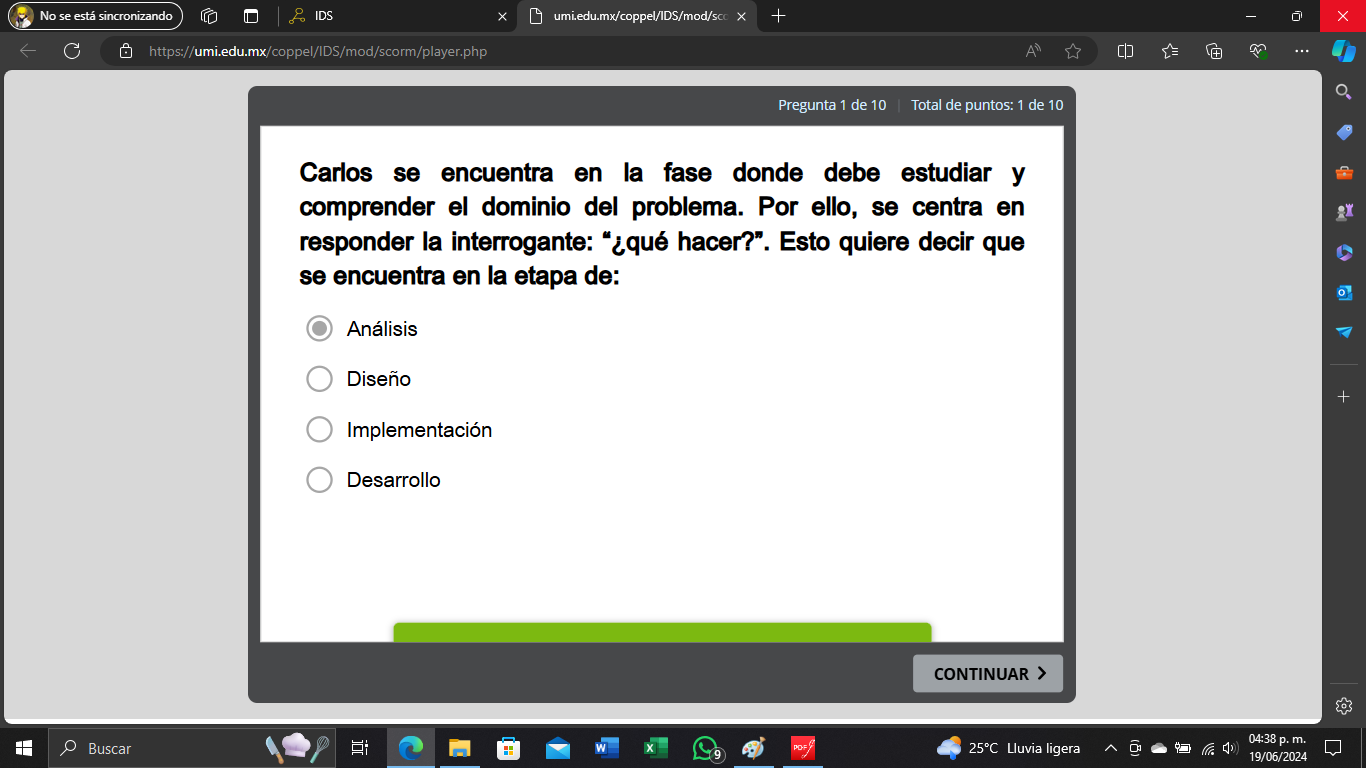 No se está sincronizando
IDS
umi.edu.mx/coppel/IDS/mod/sco
https://umi.edu.mx/coppel/IDS/mod/scorm/player.php
Pregunta 1 de 10 | Total de puntos: 1 de 10
Carlos se encuentra en la fase donde debe estudiar y
comprender el dominio del problema. Por ello, se centra en
responder la interrogante: “¿qué hacer?”. Esto quiere decir que
se encuentra en la etapa de:
Análisis
Diseño
Implementación
Desarrollo
CONTINUAR
Buscar
9
PDF
25°C Lluvia ligera
04:38 p. m.
19/06/2024